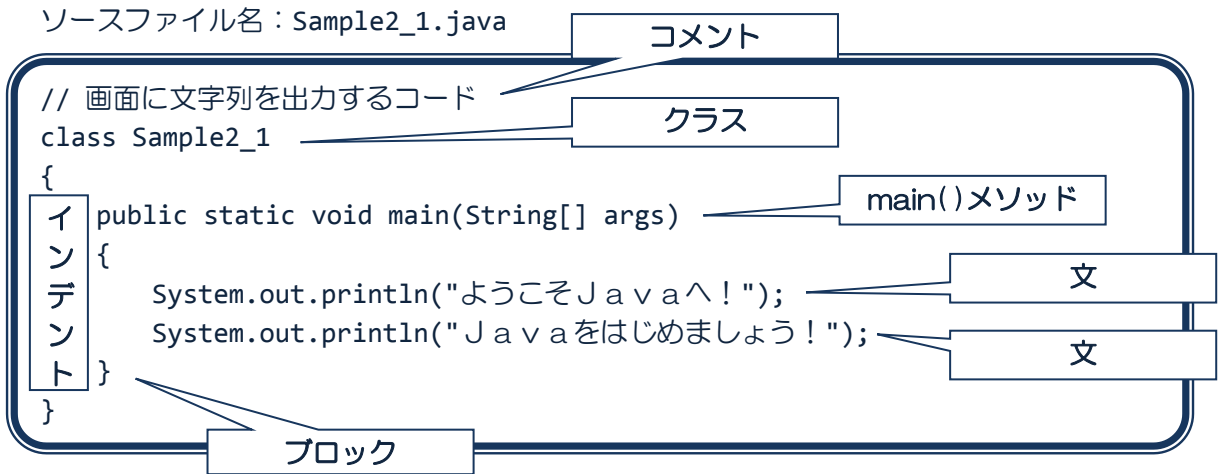 ソースファイル名：Sample2_1.java
コメント
// 画面に文字列を出力するコード
class Sample2_1
クラス
{
public static void main(String[] args)
main()メソッド
インデント
{
System.out.println("ようこそＪａｖａへ！");
文
System.out.println("Ｊａｖａをはじめましょう！");
文
}
}
ブロック